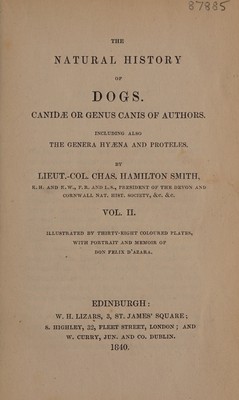 87885
THE
NATURAL HISTORY
OF
DOGS.
CANIDÆ OR GENUS CANIS OF AUTHORS.
INCLUDING ALSO
THE GENERA HYÆNA AND PROTELES.
BY
LIEUT.-COL. CHAS. HAMILTON SMITH,
K. H. AND K. W., F. R. AND L. S., PRESIDENT OF THE DEVON AND
CORNWALL NAT. HIST. SOCIETY, &c. &c.
VOL. II.
ILLUSTRATED BY THIRTY-EIGHT COLOURED PLATES,
WITH PORTRAIT AND MEMOIR OF
DON FELIX D'AZARA.
EDINBURGH:
W. H. LIZARS, 3, ST. JAMES' SQUARE;
S. HIGHLEY, 32, FLEET STREET, LONDON; AND
W. CURRY, JUN. AND CO. DUBLIN.
1840.